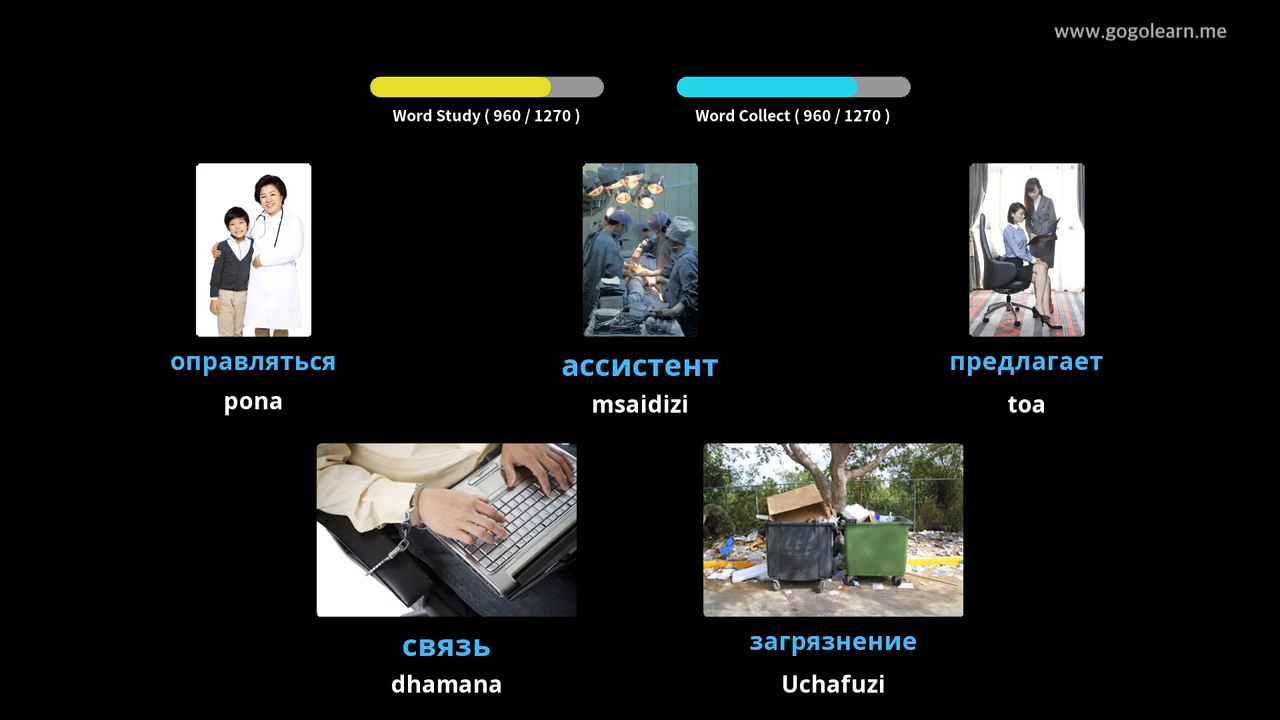 www.gogolearn.me
Word Study ( 960 / 1270 )
Word Collect ( 960 / 1270 )
оправляться
ассистент
предлагает
pona
msaidizi
toa
связь
загрязнение
dhamana
Uchafuzi